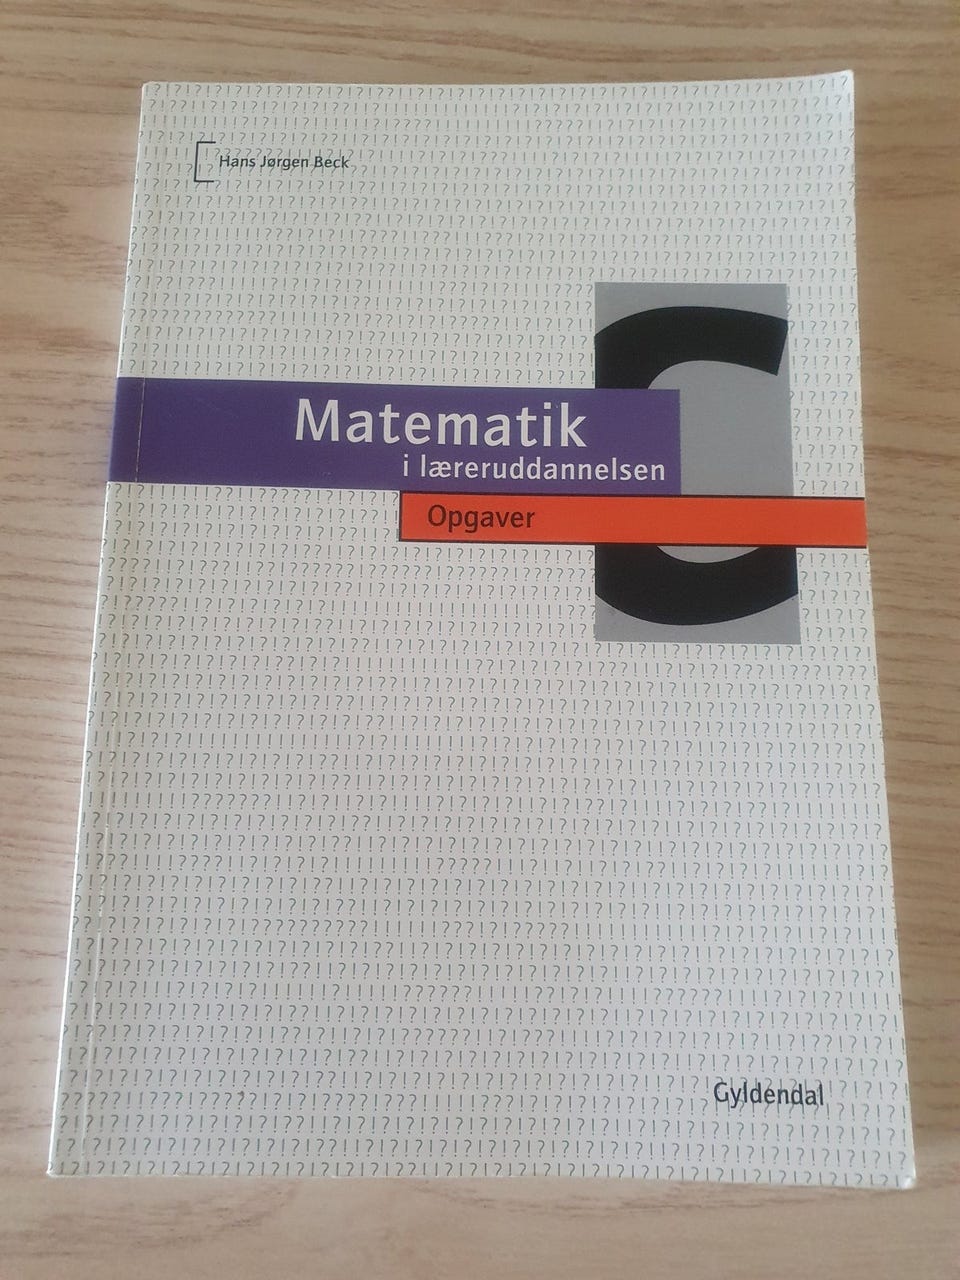 Hans Jørgen Beck
Matematik
i læreruddannelsen
Opgaver
C
Gyldendal